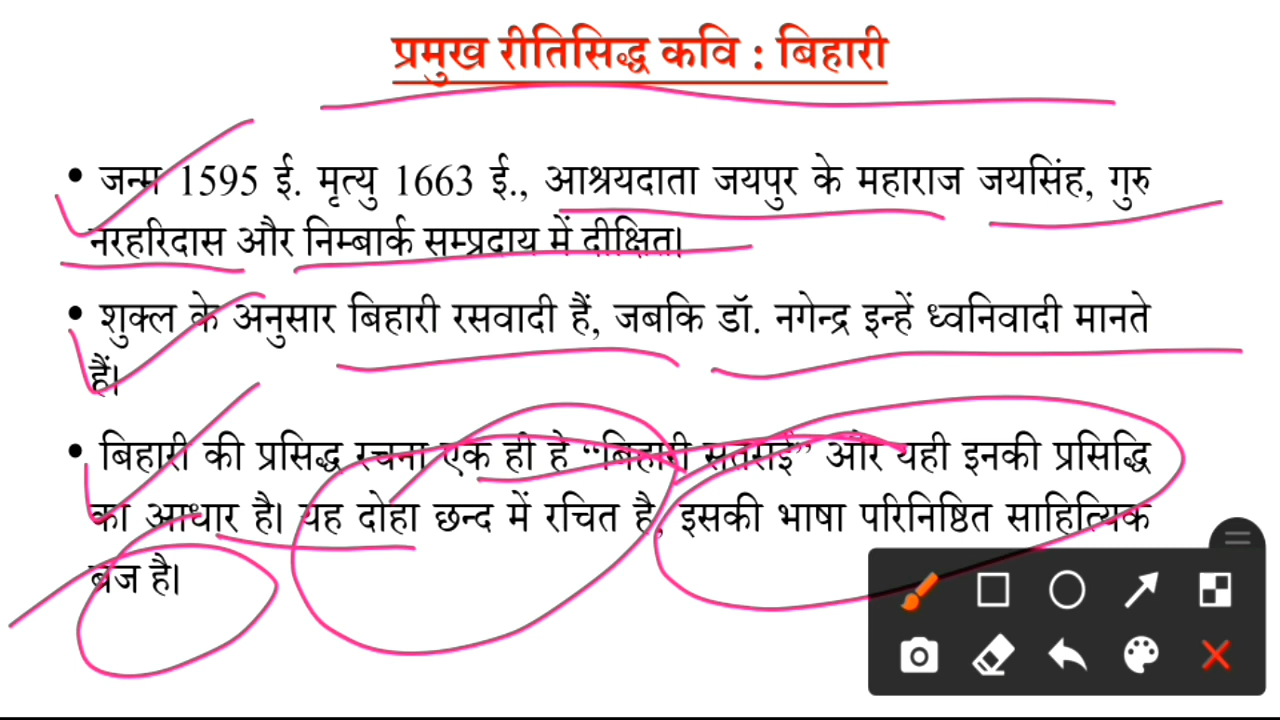 प्रमुख रीतिसिद्ध कवि : बिहारी
• जन्म 1595 ई. मृत्यु 1663 ई., आश्रयदाता जयपुर के महाराज जयसिंह, गुरु
नरहरिदास और निम्बार्क सम्प्रदाय में दीक्षित।
• शुक्ल के अनुसार बिहारी रसवादी हैं, जबकि डॉ. नगेन्द्र इन्हें ध्वनिवादी मानते
हैं।
• बिहारी की प्रसिद्ध रचना एक ही है “बिहारी सतसई” और यही इनकी प्रसिद्धि
का आधार है। यह दोहा छन्द में रचित है, इसकी भाषा परिनिष्ठित साहित्यिक
ब्रज है।